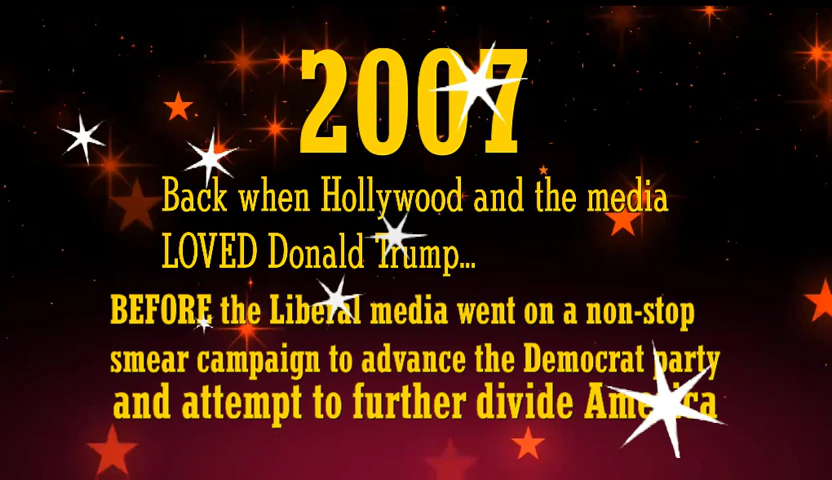 2007
Back when Hollywood and the media
LOVED Donald Trump...
BEFORE the Liberal media went on a non-stop
smear campaign to advance the Democrat party
and attempt to further divide America